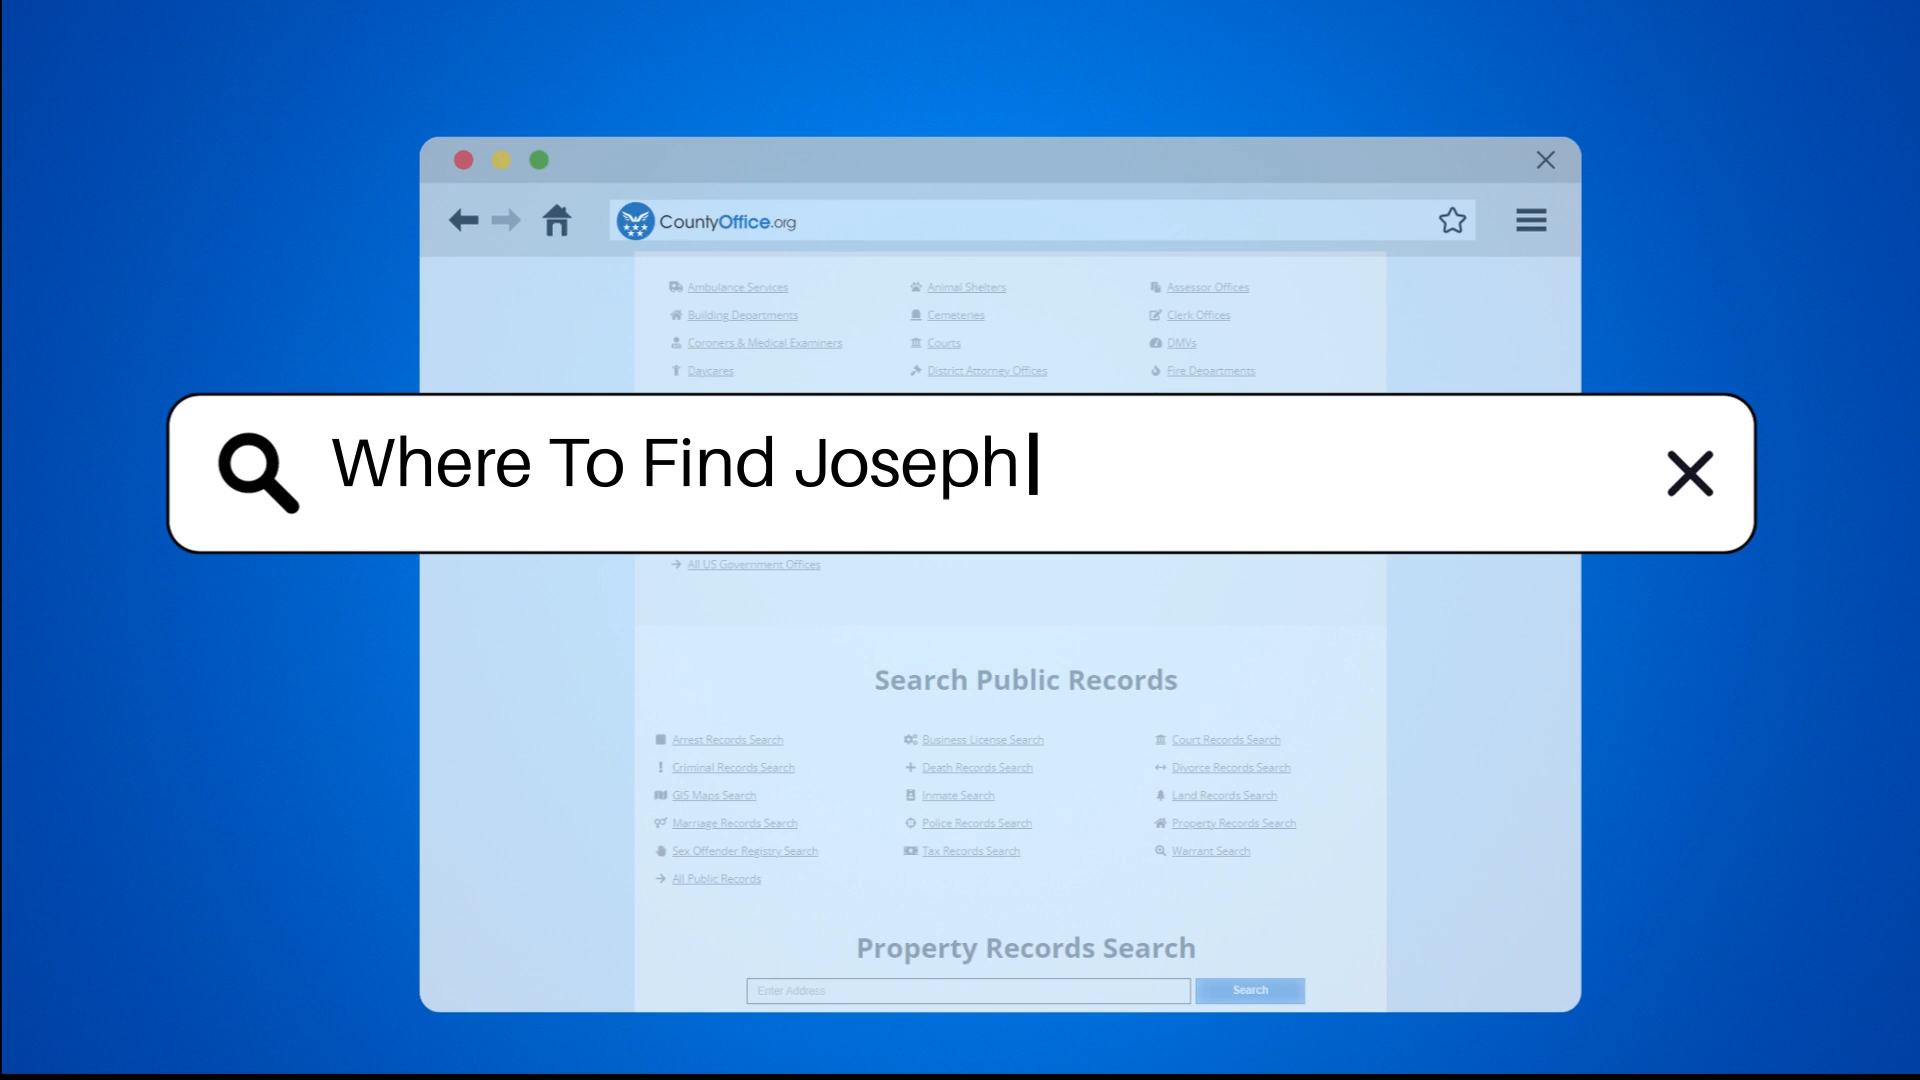 CountyOffice.org
Ambulance Services Animal Shelters Assessor Offices
Building Departments Cemeteries Clerk Offices
Coroners & Medical Examiners Courts DMVs
Daycares District Attorney Offices Fire Departments
Where To Find Joseph
All US Government Offices
Search Public Records
Arrest Records Search Business License Search Court Records Search
Criminal Records Search Death Records Search Divorce Records Search
GIS Maps Search Inmate Search Land Records Search
Marriage Records Search Police Records Search Property Records Search
Sex Offender Registry Search Tax Records Search Warrant Search
All Public Records
Property Records Search
Enter Address Search